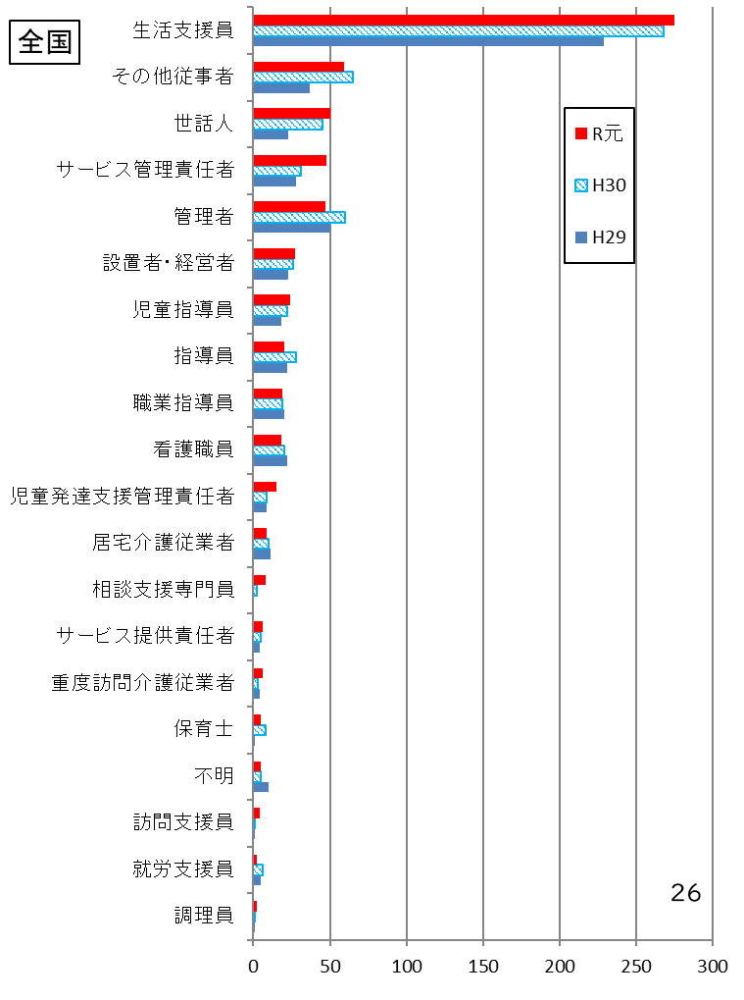 全国
生活支援員
その他従事者
世話人
サービス管理責任者
管理者
設置者・経営者
児童指導員
指導員
職業指導員
看護職員
児童発達支援管理責任者
居宅介護従業者
相談支援専門員
サービス提供責任者
重度訪問介護従業者
保育士
不明
訪問支援員
就労支援員
調理員
R元
H30
H29
26
0 50 100 150 200 250 300